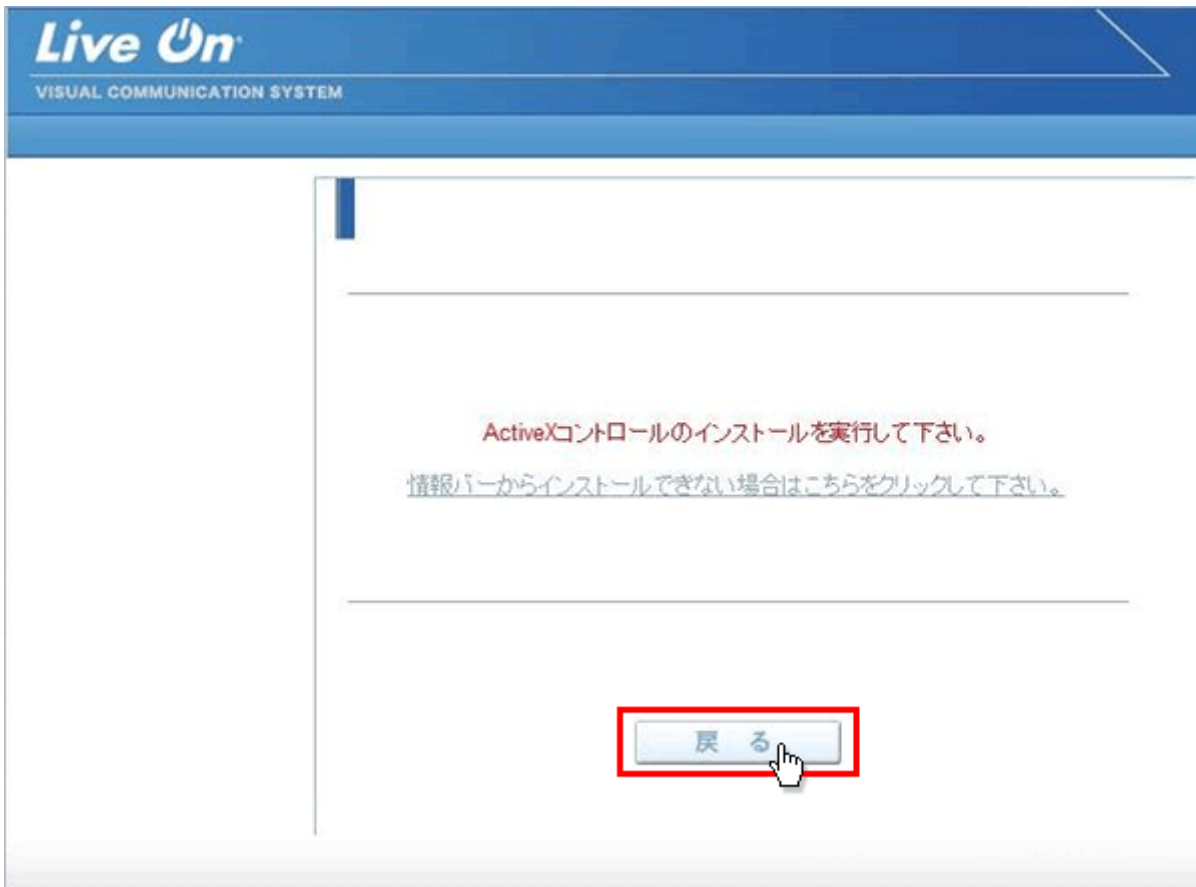 Live On
VISUAL COMMUNICATION SYSTEM
ActiveXコントロールのインストールを実行して下さい。
情報バーからインストールできない場合はこちらをクリックして下さい。
戻 る